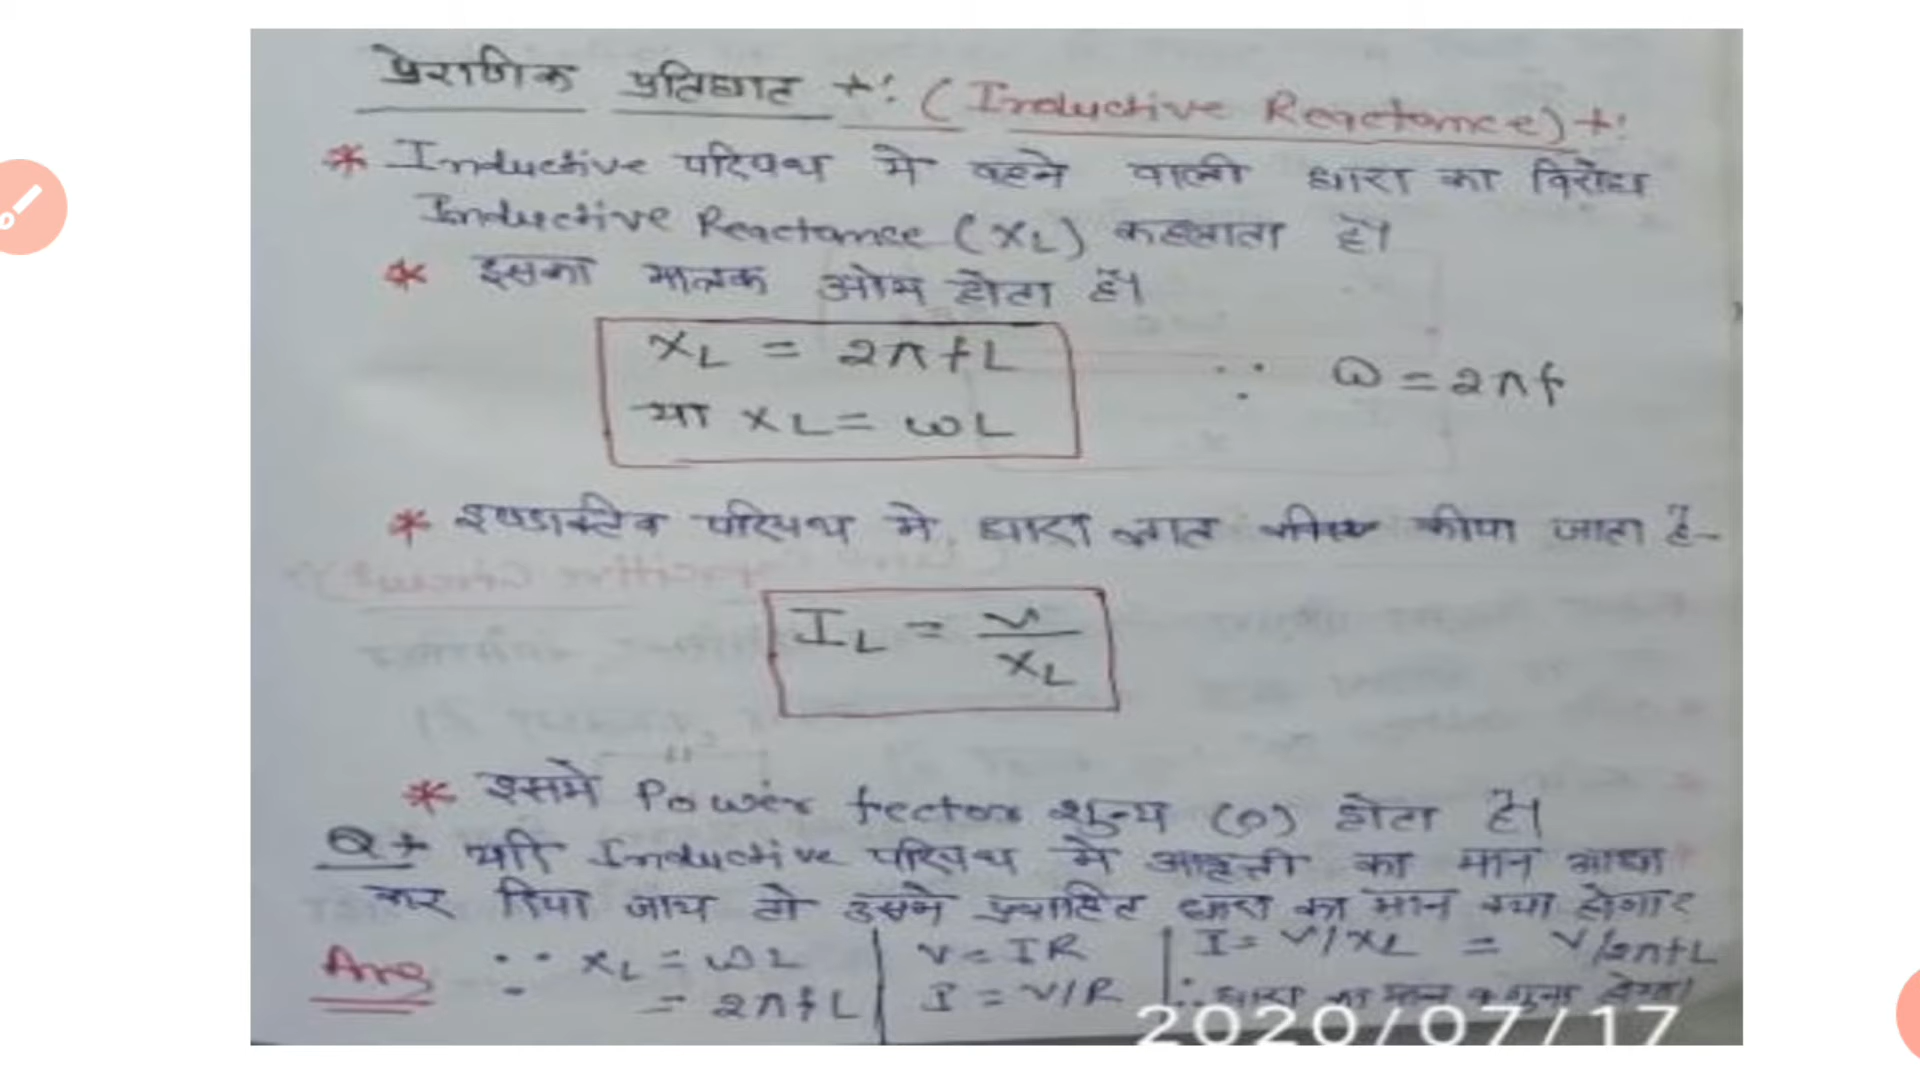 प्रेराणिक प्रतिघात →: (Inductive Reactance) →:
* Inductive परिपथ मे बहने वाली धारा का विरोध
Inductive Reactance (XL) कहलाता है।
* इसका मात्रक ओम होता है।
XL = 2πfL
या XL = ωL
∵ ω = 2πf
* इण्डक्टिव परिपथ मे धारा ज्ञात कीया जाता है-
IL = V/XL
* इसमे Power fector शुन्य (0) होता है।
Q→ यदि Inductive परिपथ मे आवृत्ती का मान आधा
कर दिया जाय तो उसमे प्रवाहित धारा का मान क्या होगा?
Ans ∵ XL = ωL
= 2πfL
V = IR
I = V/R
I = V/XL = V/2πfL
∴ धारा का मान गुना होगा।
2020/07/17